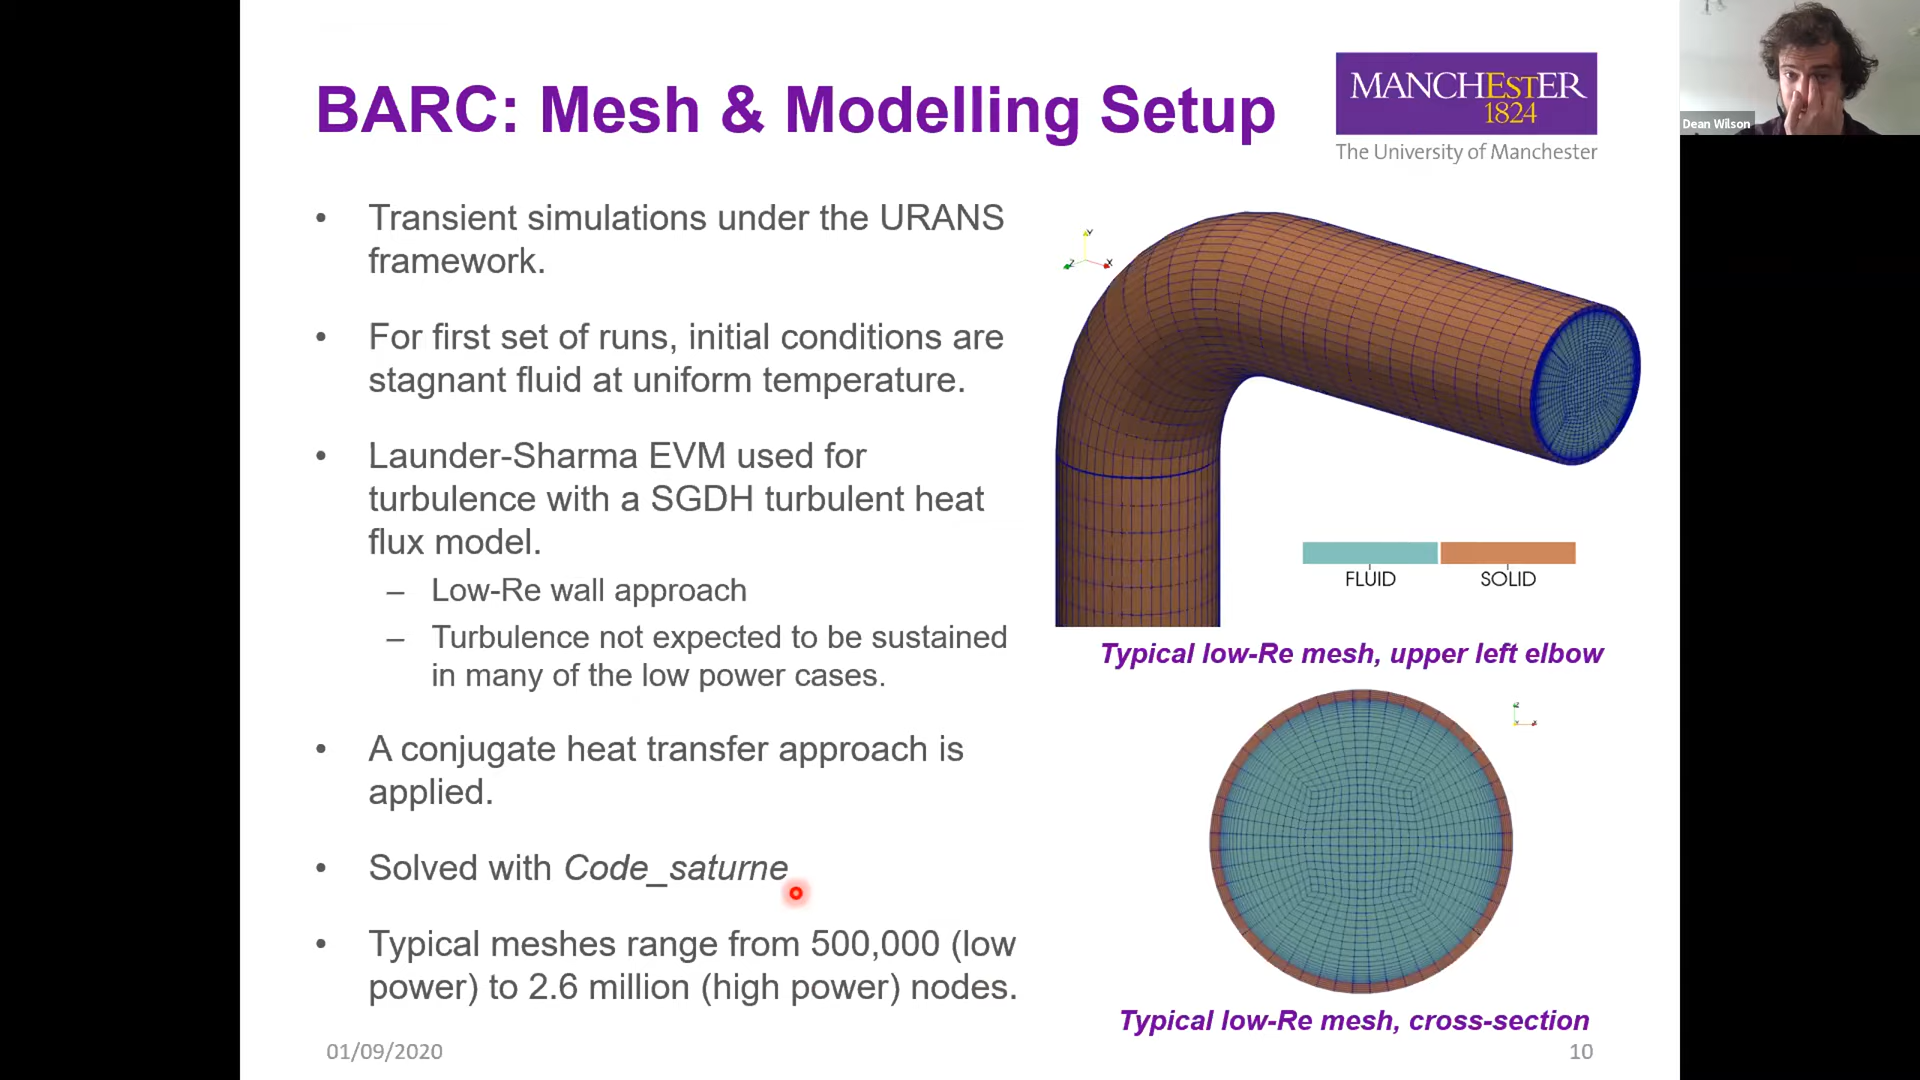 BARC: Mesh & Modelling Setup
MANCHESTER
1824
The University of Manchester
Dean Wilson
• Transient simulations under the URANS
framework.
• For first set of runs, initial conditions are
stagnant fluid at uniform temperature.
• Launder-Sharma EVM used for
turbulence with a SGDH turbulent heat
flux model.
– Low-Re wall approach
– Turbulence not expected to be sustained
in many of the low power cases.
• A conjugate heat transfer approach is
applied.
• Solved with Code_saturne
• Typical meshes range from 500,000 (low
power) to 2.6 million (high power) nodes.
Y
Z X
FLUID SOLID
Typical low-Re mesh, upper left elbow
Typical low-Re mesh, cross-section
01/09/2020
10